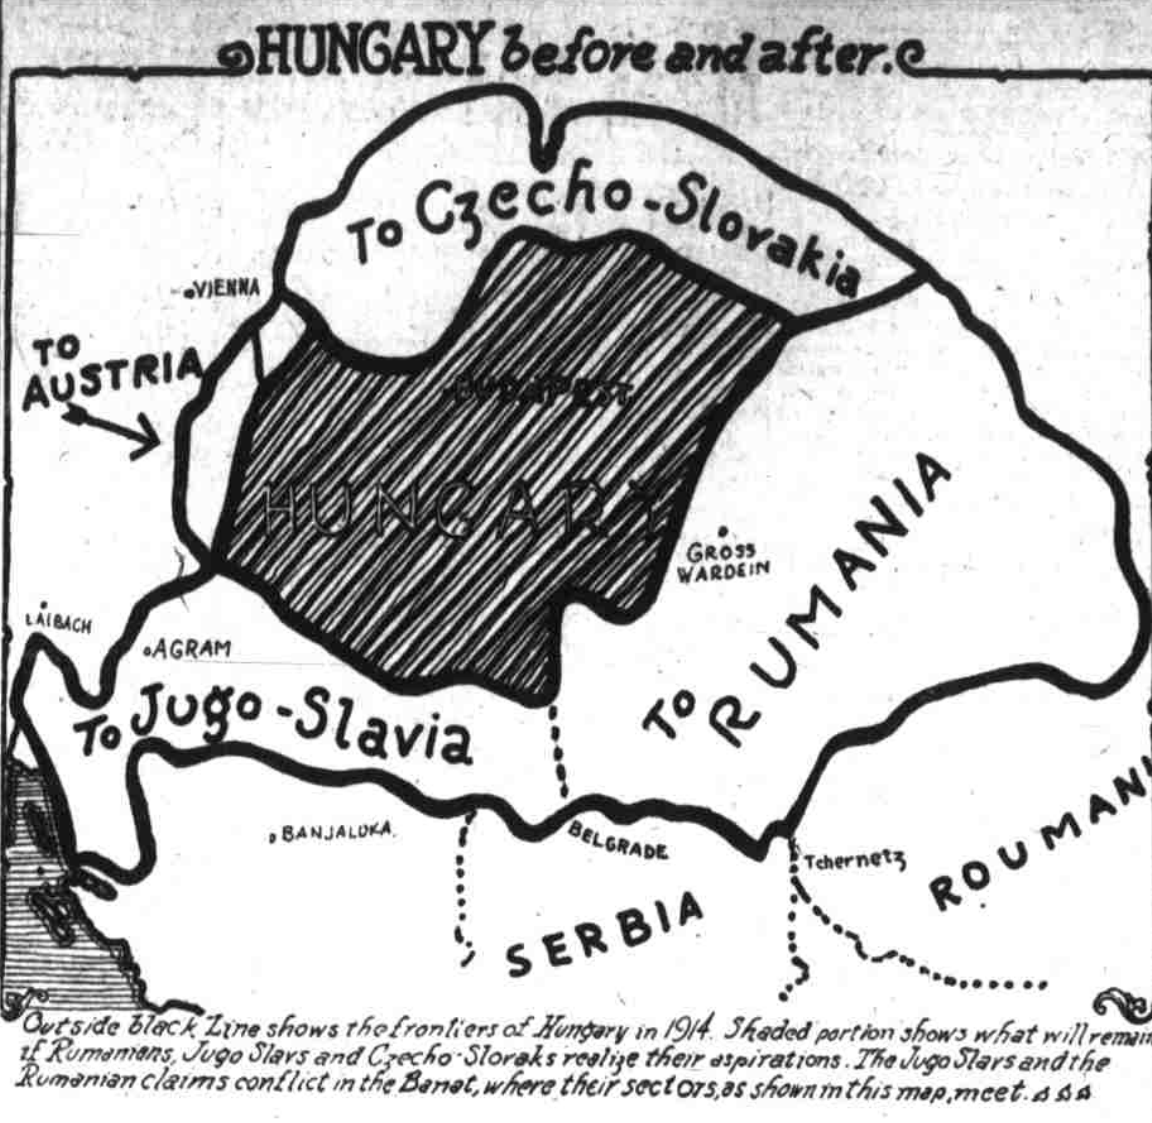 HUNGARY before and after.
To Czecho-Slovakia
VIENNA
TO
AUSTRIA
BUDAPEST
HUNGARY
GROSS
WARDEIN
To
RUMANIA
LAIBACH
AGRAM
To Jugo-Slavia
BANJALUKA
BELGRADE
Tchernetz
ROUMANI
SERBIA
Outside black Line shows the frontiers of Hungary in 1914. Shaded portion shows what will remain
if Rumanians, Jugo Slavs and Czecho-Slovaks realize their aspirations. The Jugo Slavs and the
Rumanian claims conflict in the Banat, where their sectors, as shown in this map, meet.